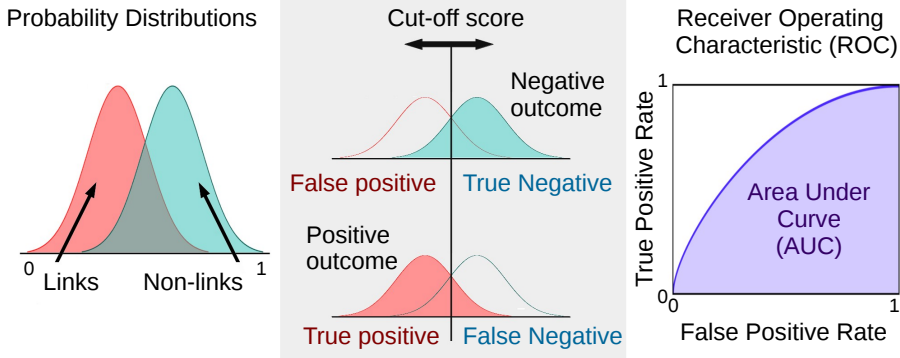 Probability Distributions
0
1
Links
Non-links
Cut-off score
Negative
outcome
False positive
True Negative
Positive
outcome
True positive
False Negative
Receiver Operating
Characteristic (ROC)
1
True Positive Rate
Area Under
Curve
(AUC)
0
0
1
False Positive Rate